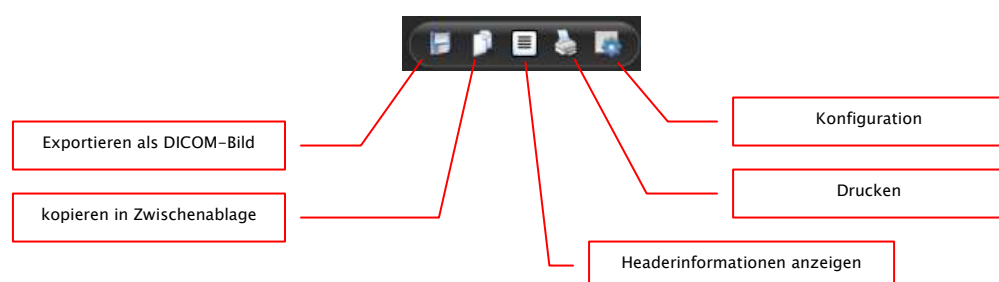 Exportieren als DICOM-Bild
kopieren in Zwischenablage
Konfiguration
Drucken
Headerinformationen anzeigen